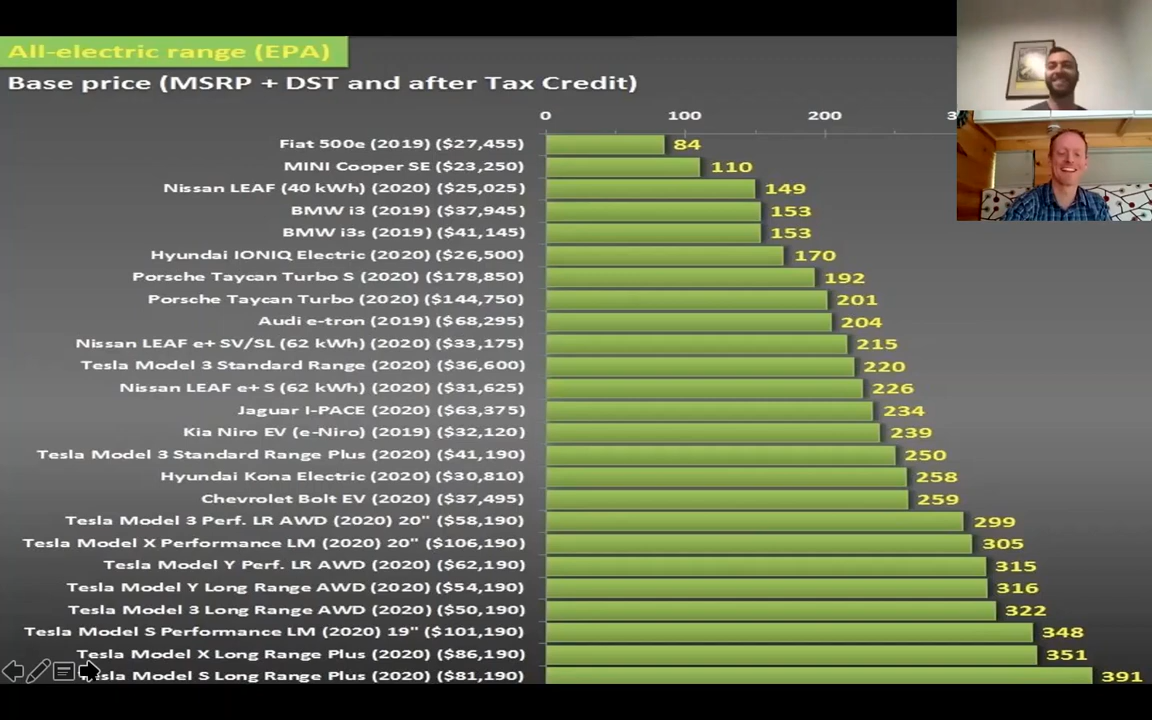 All-electric range (EPA)
Base price (MSRP + DST and after Tax Credit)
0 100 200
Fiat 500e (2019) ($27,455) 84
MINI Cooper SE ($23,250) 110
Nissan LEAF (40 kWh) (2020) ($25,025) 149
BMW i3 (2019) ($37,945) 153
BMW i3s (2019) ($41,145) 153
Hyundai IONIQ Electric (2020) ($26,500) 170
Porsche Taycan Turbo S (2020) ($178,850) 192
Porsche Taycan Turbo (2020) ($144,750) 201
Audi e-tron (2019) ($68,295) 204
Nissan LEAF e+ SV/SL (62 kWh) (2020) ($33,175) 215
Tesla Model 3 Standard Range (2020) ($36,600) 220
Nissan LEAF e+ S (62 kWh) (2020) ($31,625) 226
Jaguar I-PACE (2020) ($63,375) 234
Kia Niro EV (e-Niro) (2019) ($32,120) 239
Tesla Model 3 Standard Range Plus (2020) ($41,190) 250
Hyundai Kona Electric (2020) ($30,810) 258
Chevrolet Bolt EV (2020) ($37,495) 259
Tesla Model 3 Perf. LR AWD (2020) 20" ($58,190) 299
Tesla Model X Performance LM (2020) 20" ($106,190) 305
Tesla Model Y Perf. LR AWD (2020) ($62,190) 315
Tesla Model Y Long Range AWD (2020) ($54,190) 316
Tesla Model 3 Long Range AWD (2020) ($50,190) 322
Tesla Model S Performance LM (2020) 19" ($101,190) 348
Tesla Model X Long Range Plus (2020) ($86,190) 351
sla Model S Long Range Plus (2020) ($81,190) 391